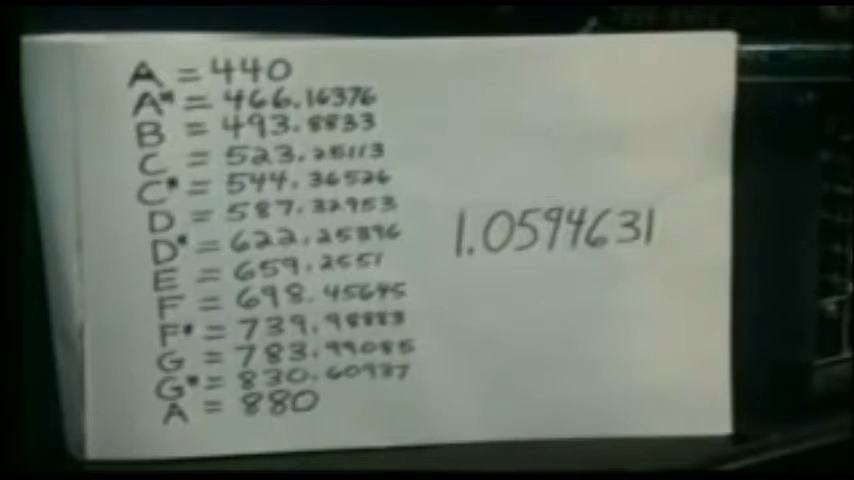 A = 440
A# = 466.16376
B = 493.8833
C = 523.25113
C# = 544.36526
D = 587.32953
D# = 622.25396
E = 659.2551
F = 698.45645
F# = 739.98883
G = 783.99085
G# = 830.60937
A = 880
1.0594631